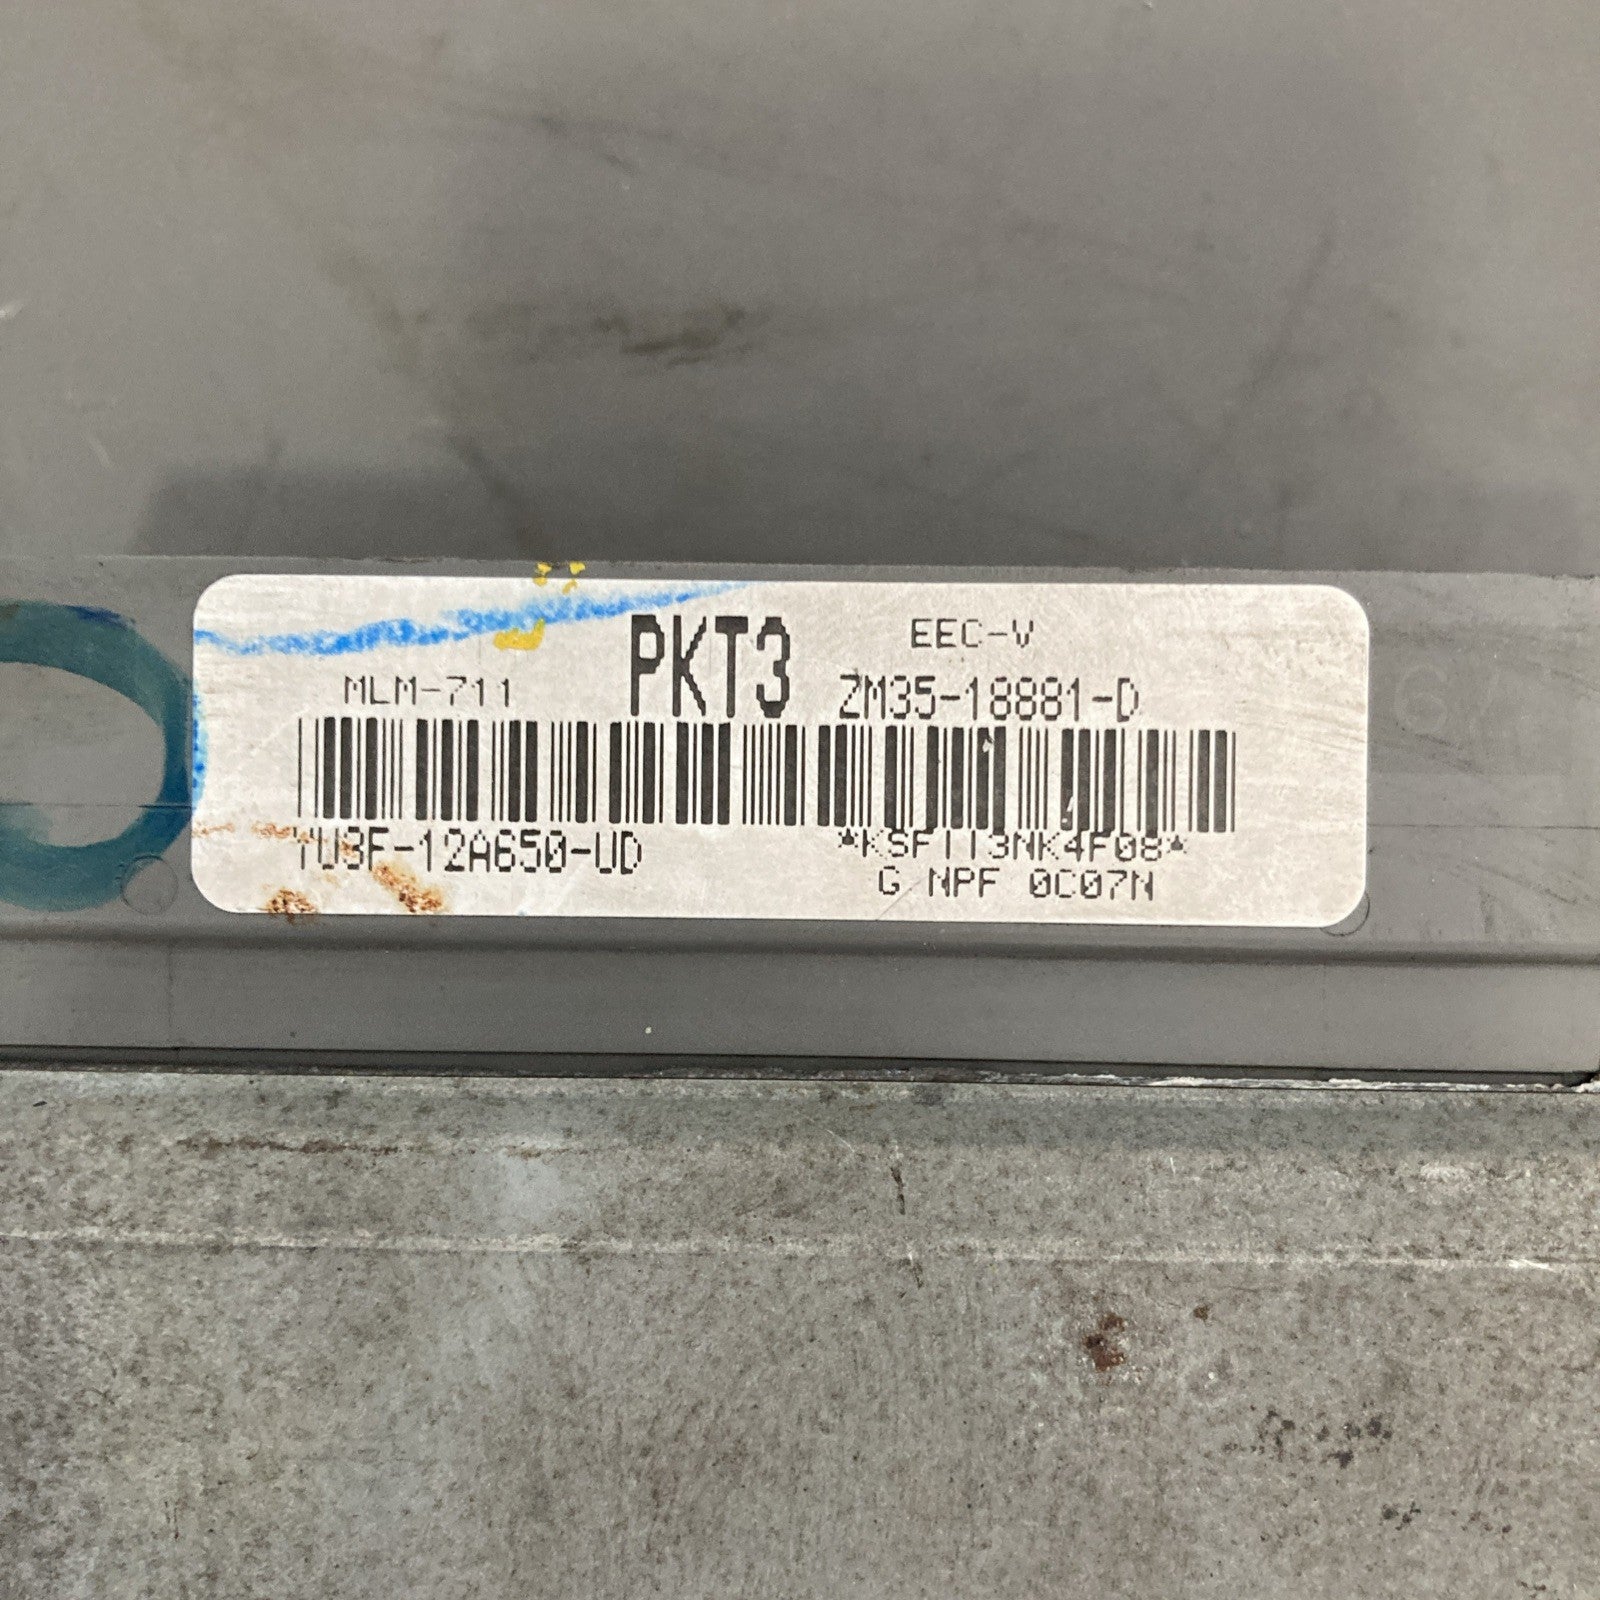 EEC-V
PKT3
MLM-711
ZM35-18881-D
YU3F-12A650-UD
*KSF113NK4F08*
G NPF 0C07N